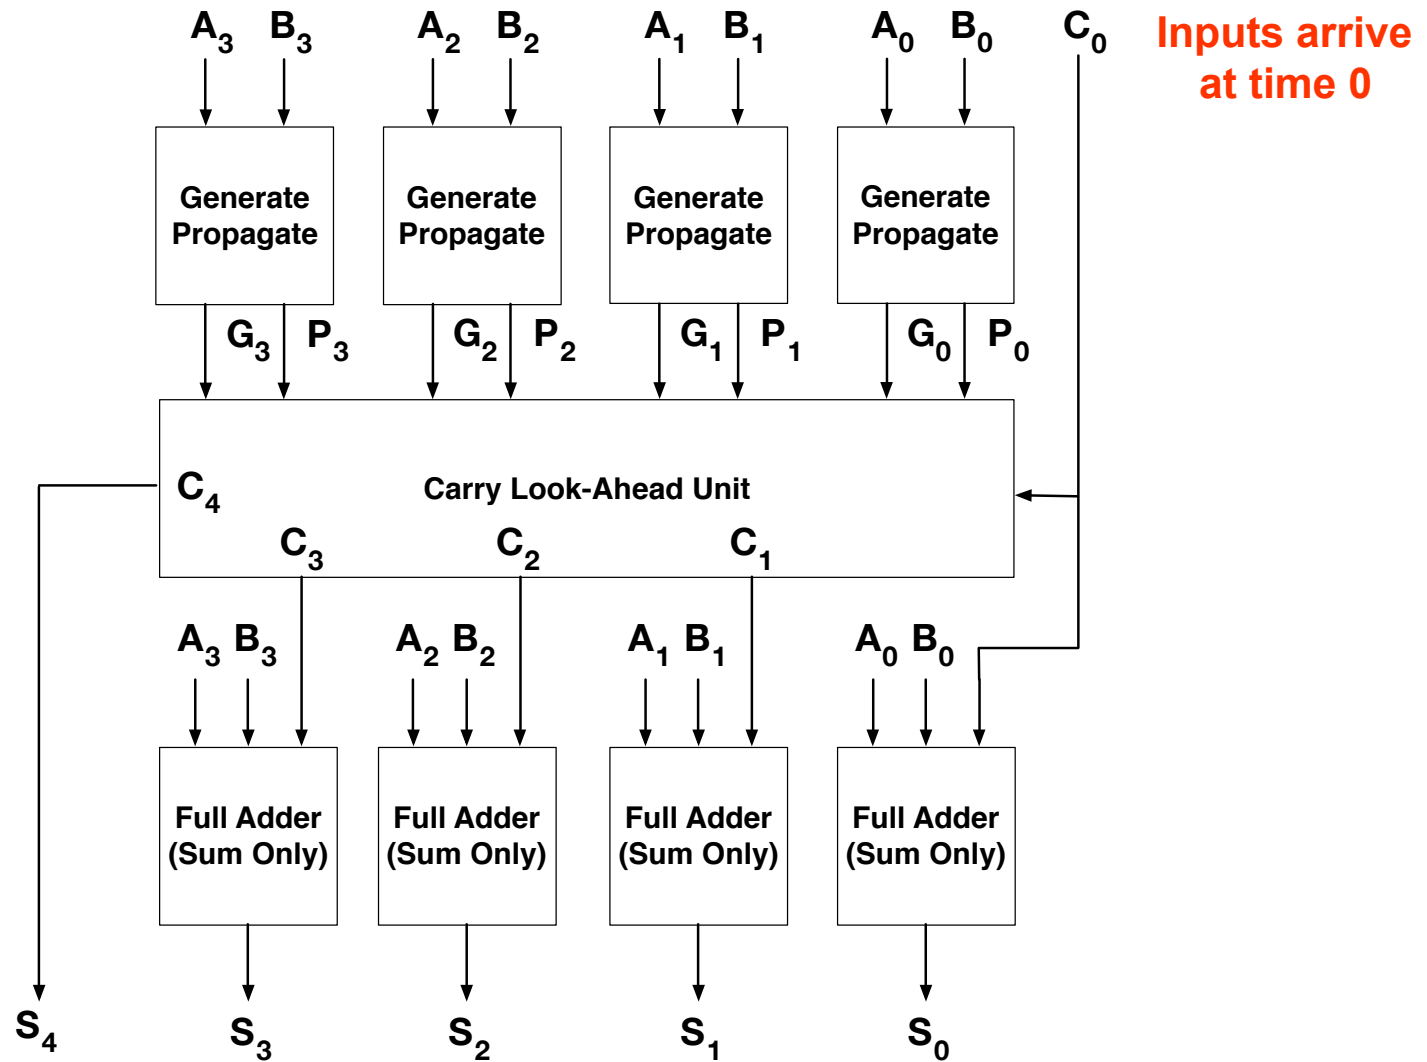 A3 B3 A2 B2 A1 B1 A0 B0 C0
Inputs arrive
at time 0
Generate
Propagate
Generate
Propagate
Generate
Propagate
Generate
Propagate
G3 P3 G2 P2 G1 P1 G0 P0
C4
Carry Look-Ahead Unit
C3 C2 C1
A3 B3 A2 B2 A1 B1 A0 B0
Full Adder
(Sum Only)
Full Adder
(Sum Only)
Full Adder
(Sum Only)
Full Adder
(Sum Only)
S4 S3 S2 S1 S0